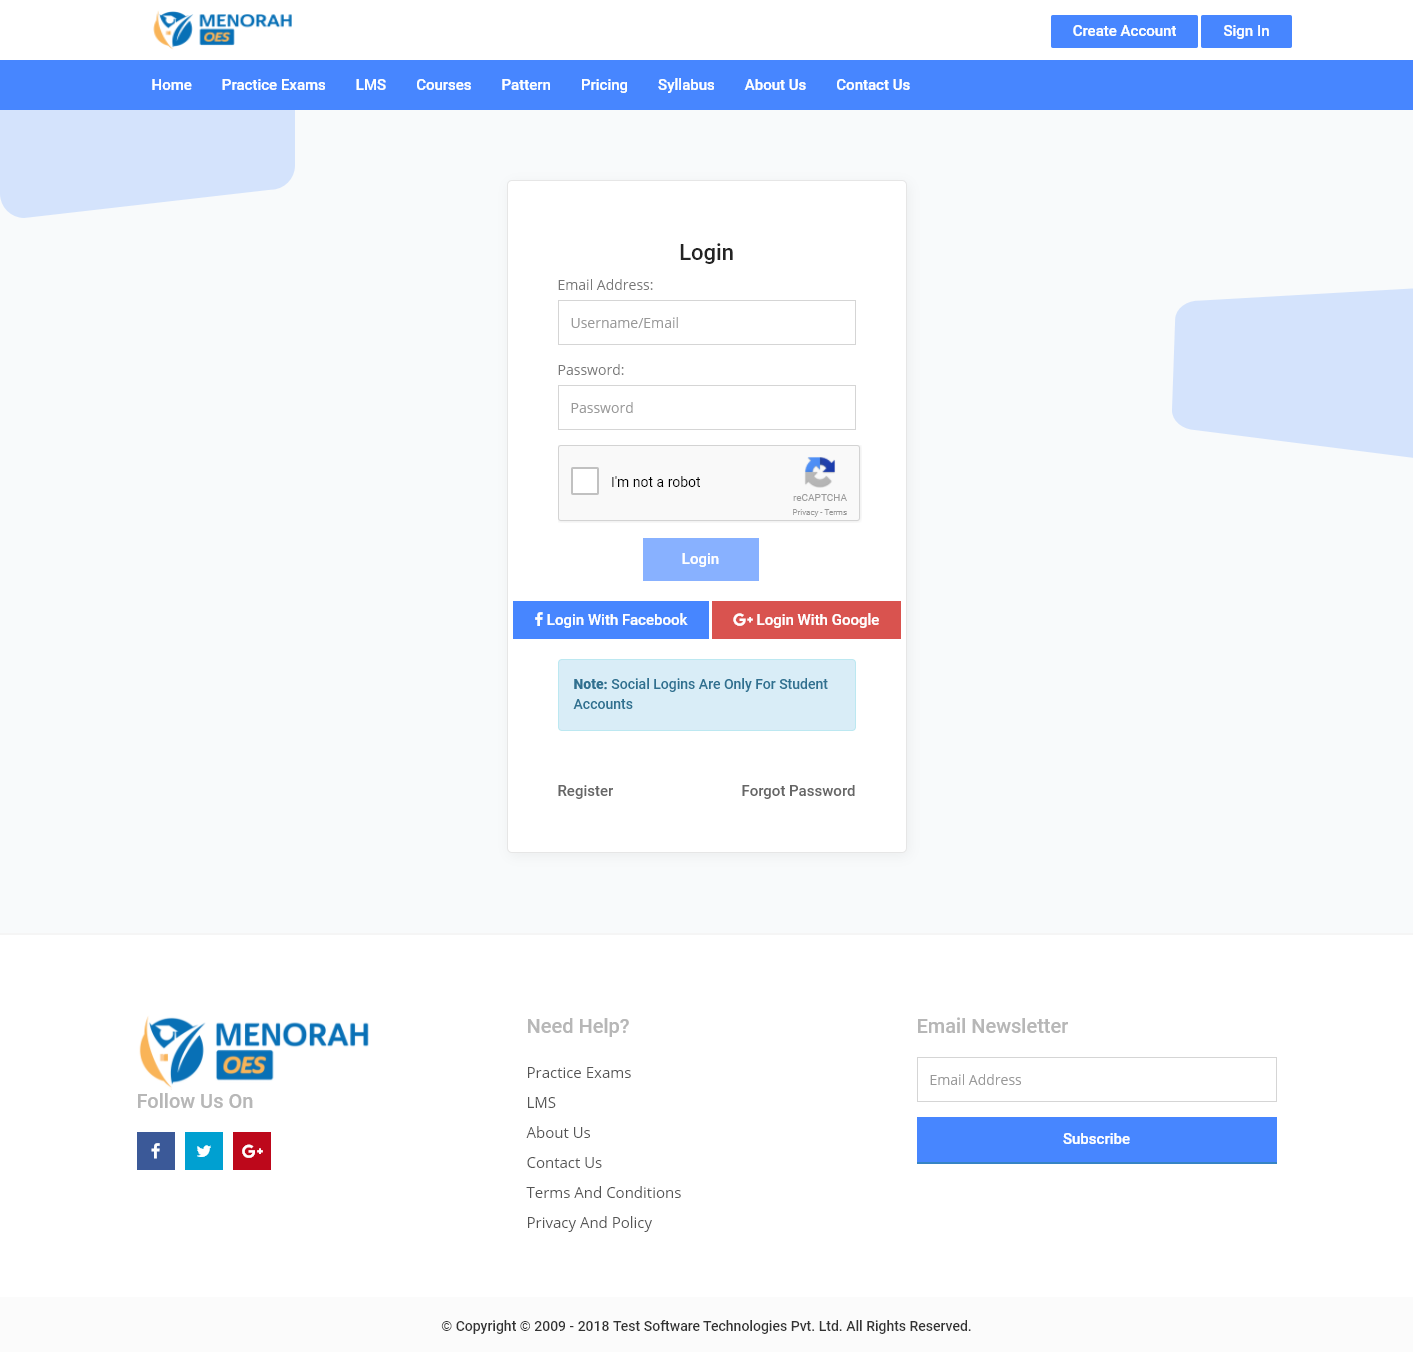 MENORAH
OES
Create Account
Sign In
Home
Practice Exams
LMS
Courses
Pattern
Pricing
Syllabus
About Us
Contact Us
Login
Email Address:
Username/Email
Password:
Password
I'm not a robot
reCAPTCHA
Privacy - Terms
Login
Login With Facebook
Login With Google
Note: Social Logins Are Only For Student
Accounts
Register
Forgot Password
MENORAH
OES
Follow Us On
Need Help?
Practice Exams
LMS
About Us
Contact Us
Terms And Conditions
Privacy And Policy
Email Newsletter
Email Address
Subscribe
© Copyright © 2009 - 2018 Test Software Technologies Pvt. Ltd. All Rights Reserved.